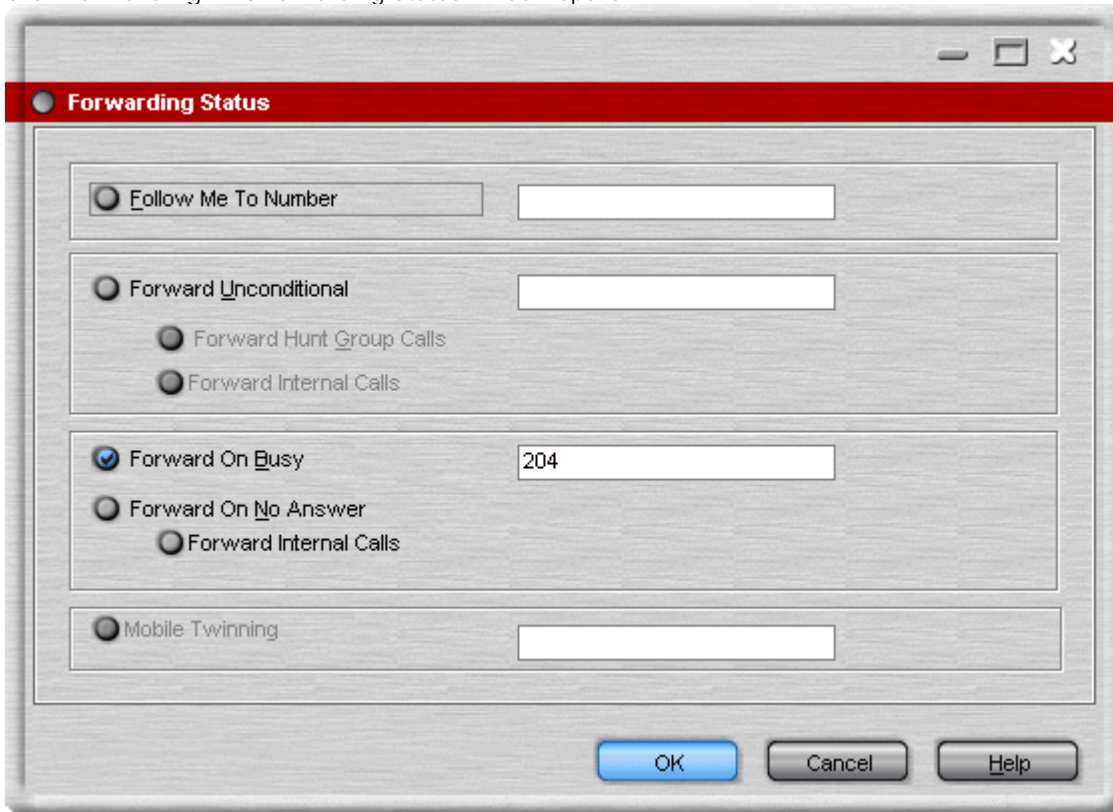 Forwarding Status
Follow Me To Number
Forward Unconditional
Forward Hunt Group Calls
Forward Internal Calls
Forward On Busy 204
Forward On No Answer
Forward Internal Calls
Mobile Twinning
OK Cancel Help